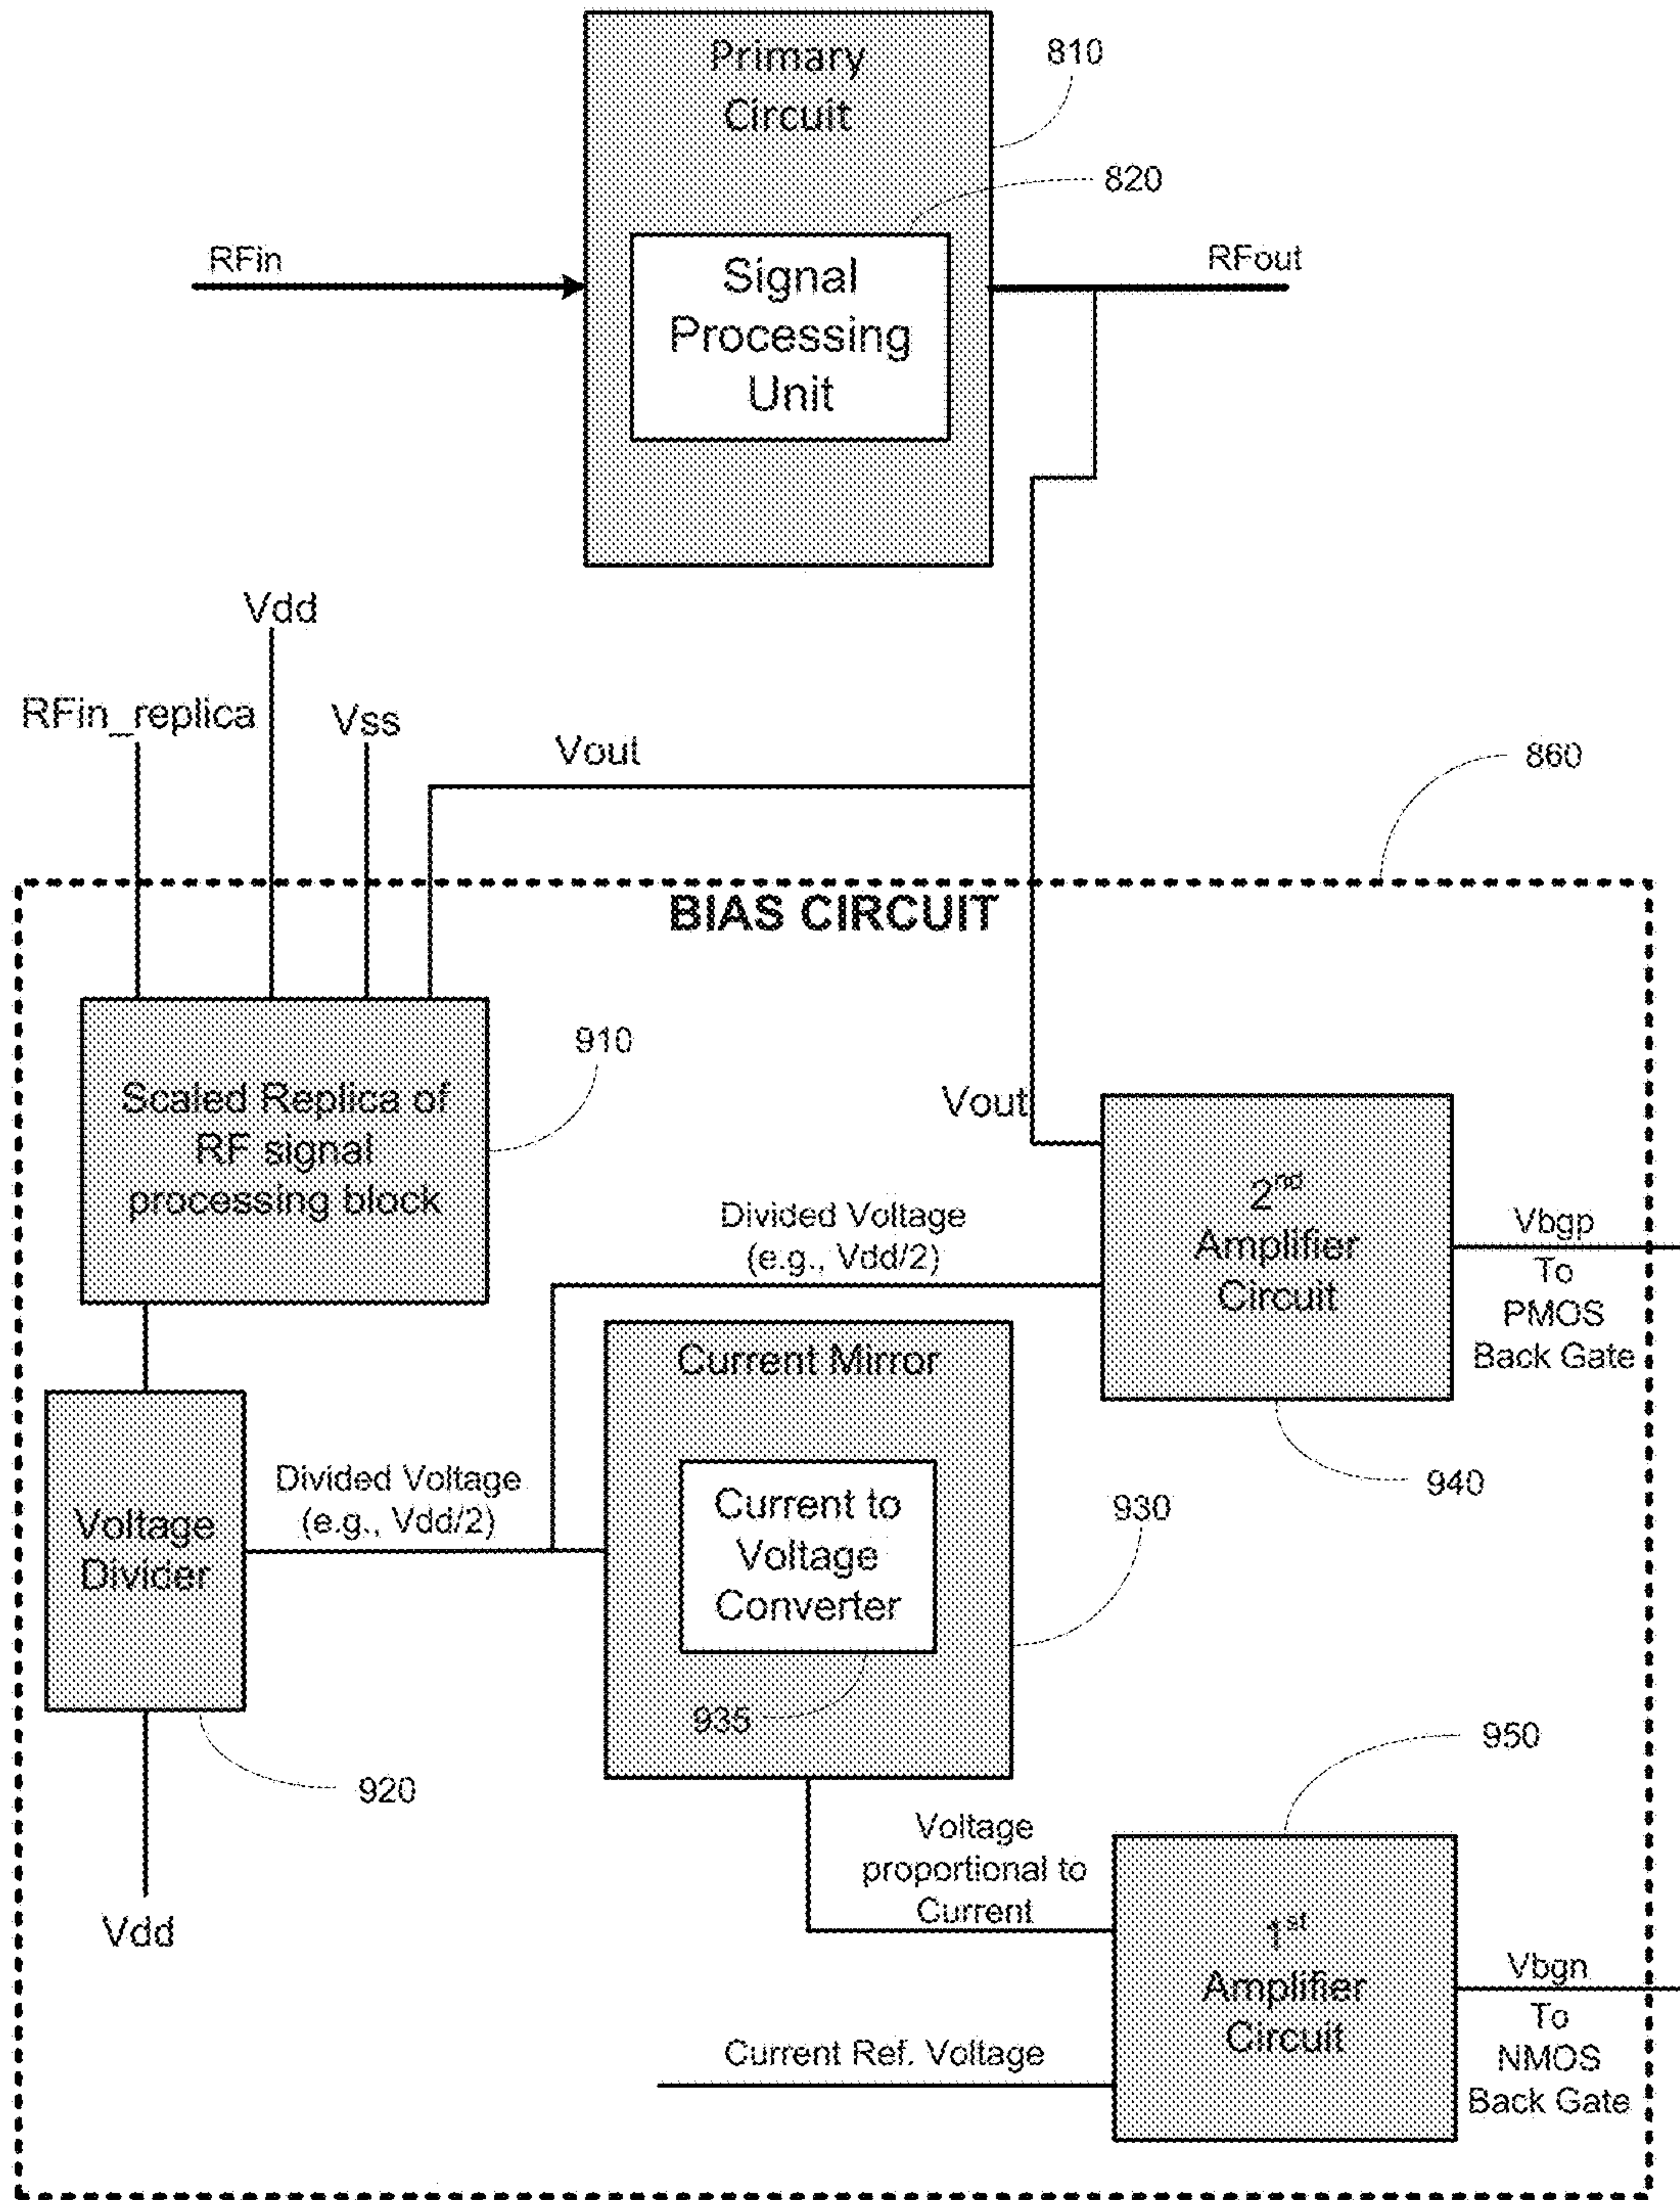 Primary
Circuit
810
820
RFin
Signal
Processing
Unit
RFout
Vdd
RFin_replica
Vss
Vout
860
BIAS CIRCUIT
910
Scaled Replica of
RF signal
processing block
Vout
2nd
Amplifier
Circuit
Divided Voltage
(e.g., Vdd/2)
Vbgp
To
PMOS
Back Gate
940
Current Mirror
Current to
Voltage
Converter
930
935
Divided Voltage
(e.g., Vdd/2)
Voltage
Divider
920
Vdd
950
Voltage
proportional to
Current
1st
Amplifier
Circuit
Current Ref. Voltage
Vbgn
To
NMOS
Back Gate